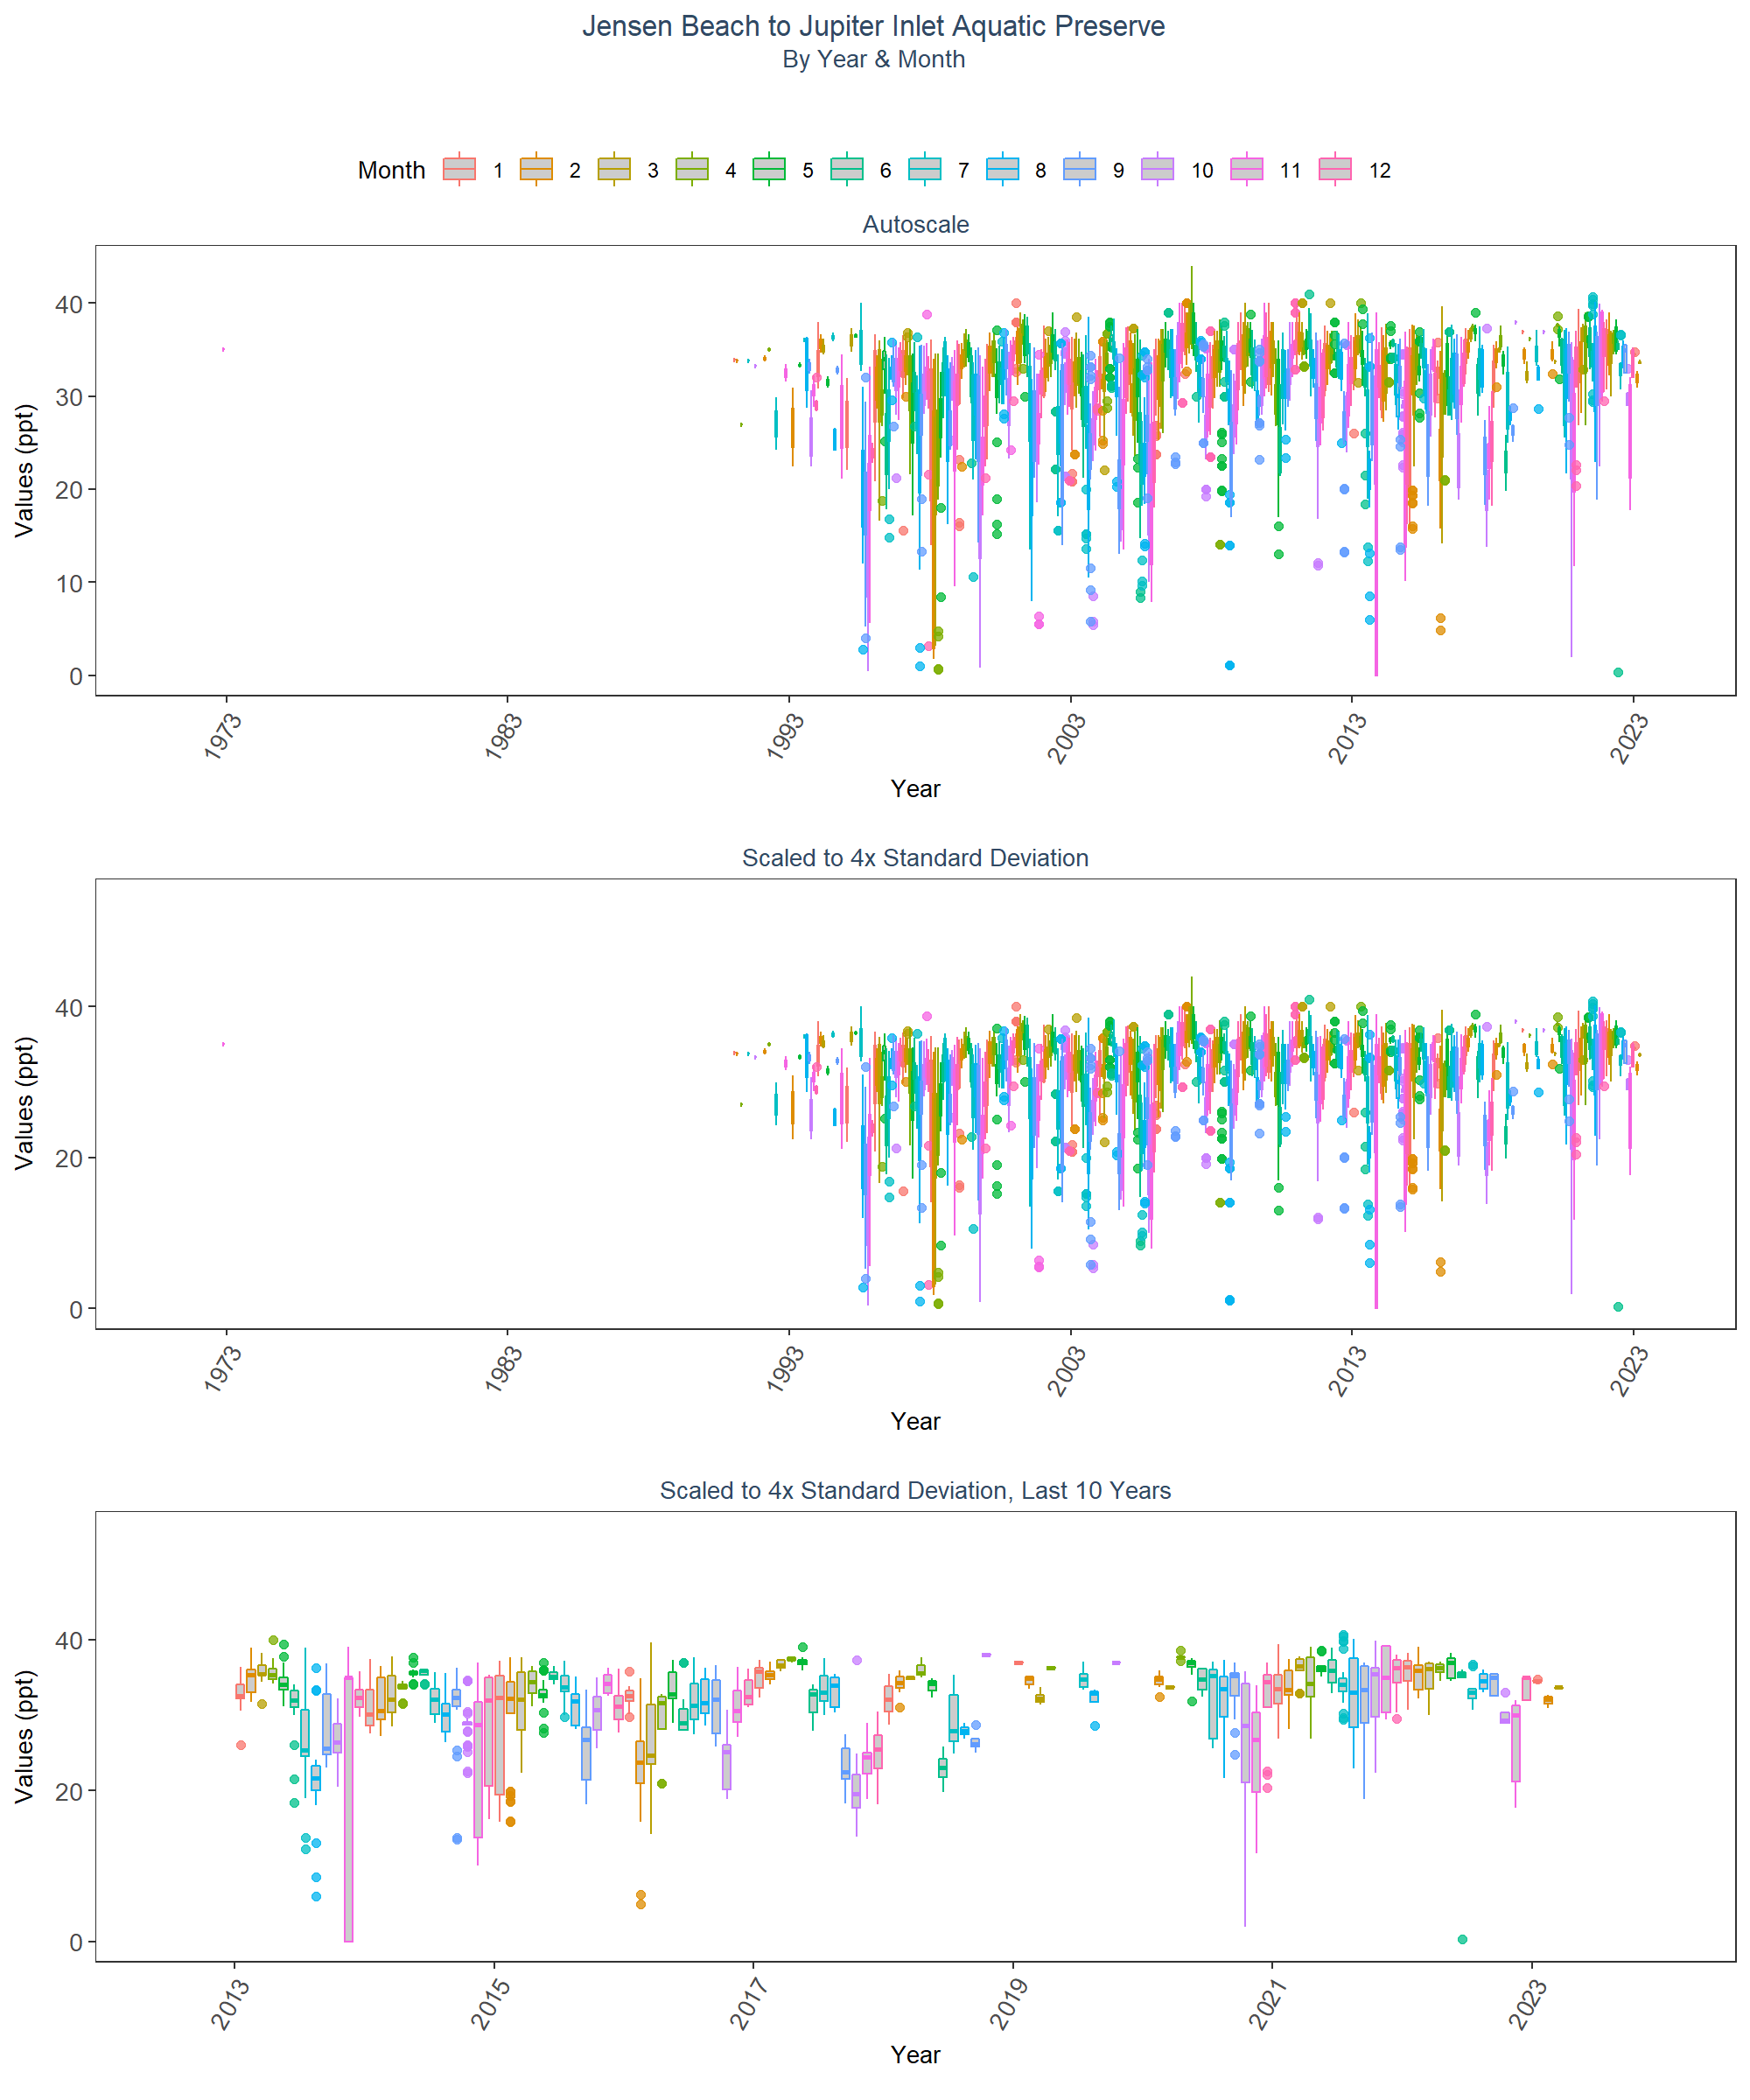 Jensen Beach to Jupiter Inlet Aquatic Preserve
By Year & Month
Month 1 2 3 4 5 6 7 8 9 10 11 12
Autoscale
Values (ppt)
40
30
20
10
0
1973 1983 1993 2003 2013 2023
Year
Scaled to 4x Standard Deviation
Values (ppt)
40
20
0
1973 1983 1993 2003 2013 2023
Year
Scaled to 4x Standard Deviation, Last 10 Years
Values (ppt)
40
20
0
2013 2015 2017 2019 2021 2023
Year